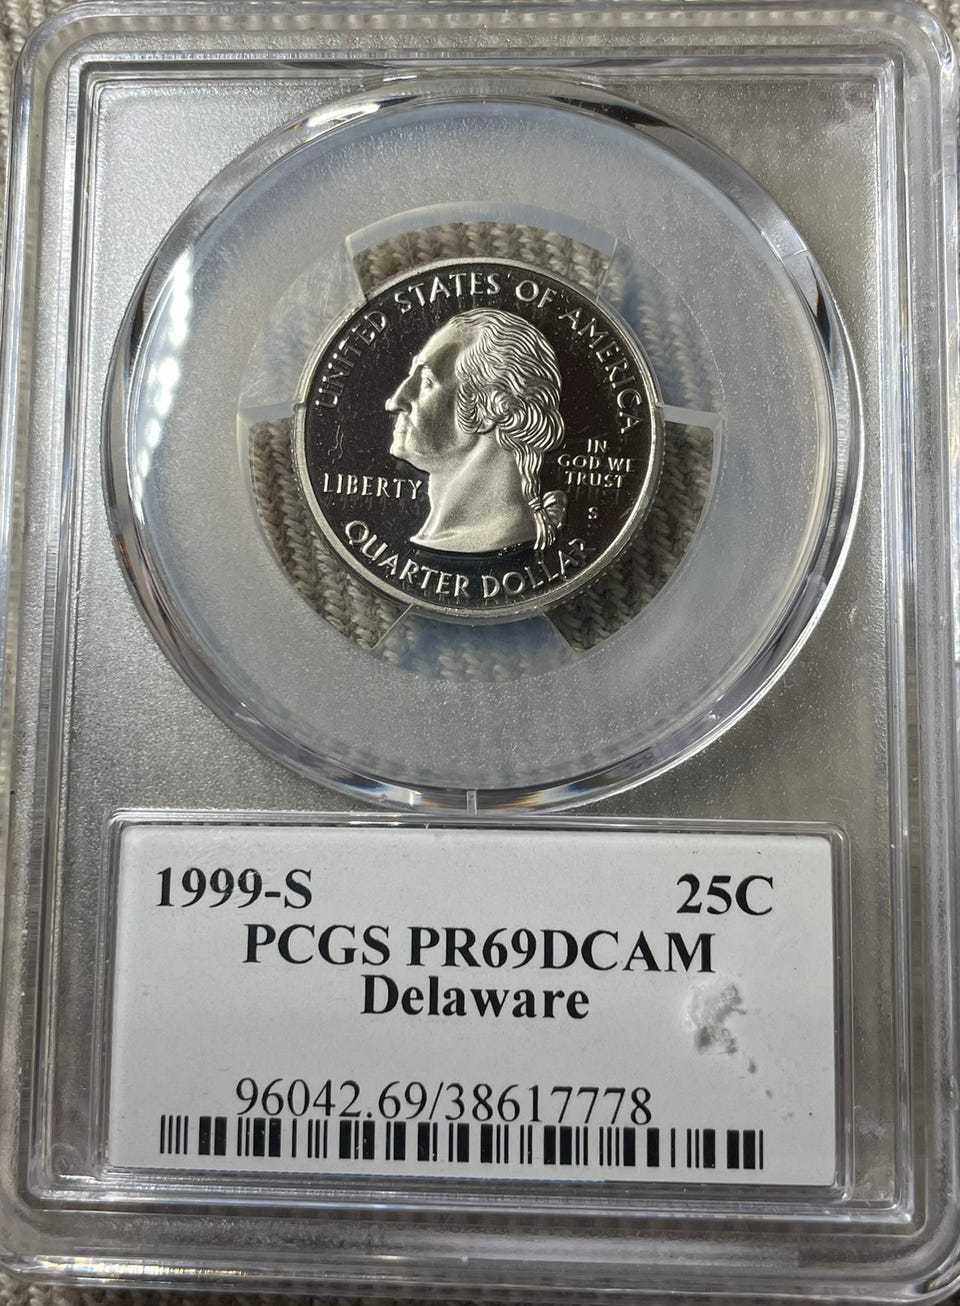 UNITED STATES OF AMERICA
IN
GOD WE
TRUST
LIBERTY
S
QUARTER DOLLAR
1999-S 25C
PCGS PR69DCAM
Delaware
96042.69/38617778